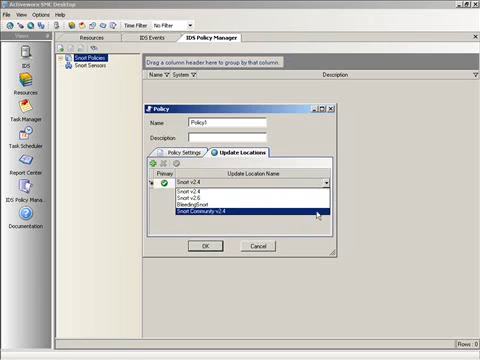 Activeworx SMC Desktop
File View Options Help
Time Filter No Filter
Views
Resources IDS Events IDS Policy Manager
IDS
Resources
Task Manager
Task Scheduler
Report Center
IDS Policy Mana...
Documentation
Snort Policies
Snort Sensors
Drag a column header here to group by that column.
Name System Description
Policy
Name Policy1
Description
Policy Settings Update Locations
Primary Update Location Name
Snort v2.4
Snort v2.4
Snort v2.6
BleedingSnort
Snort Community v2.4
OK Cancel
Rows : 0